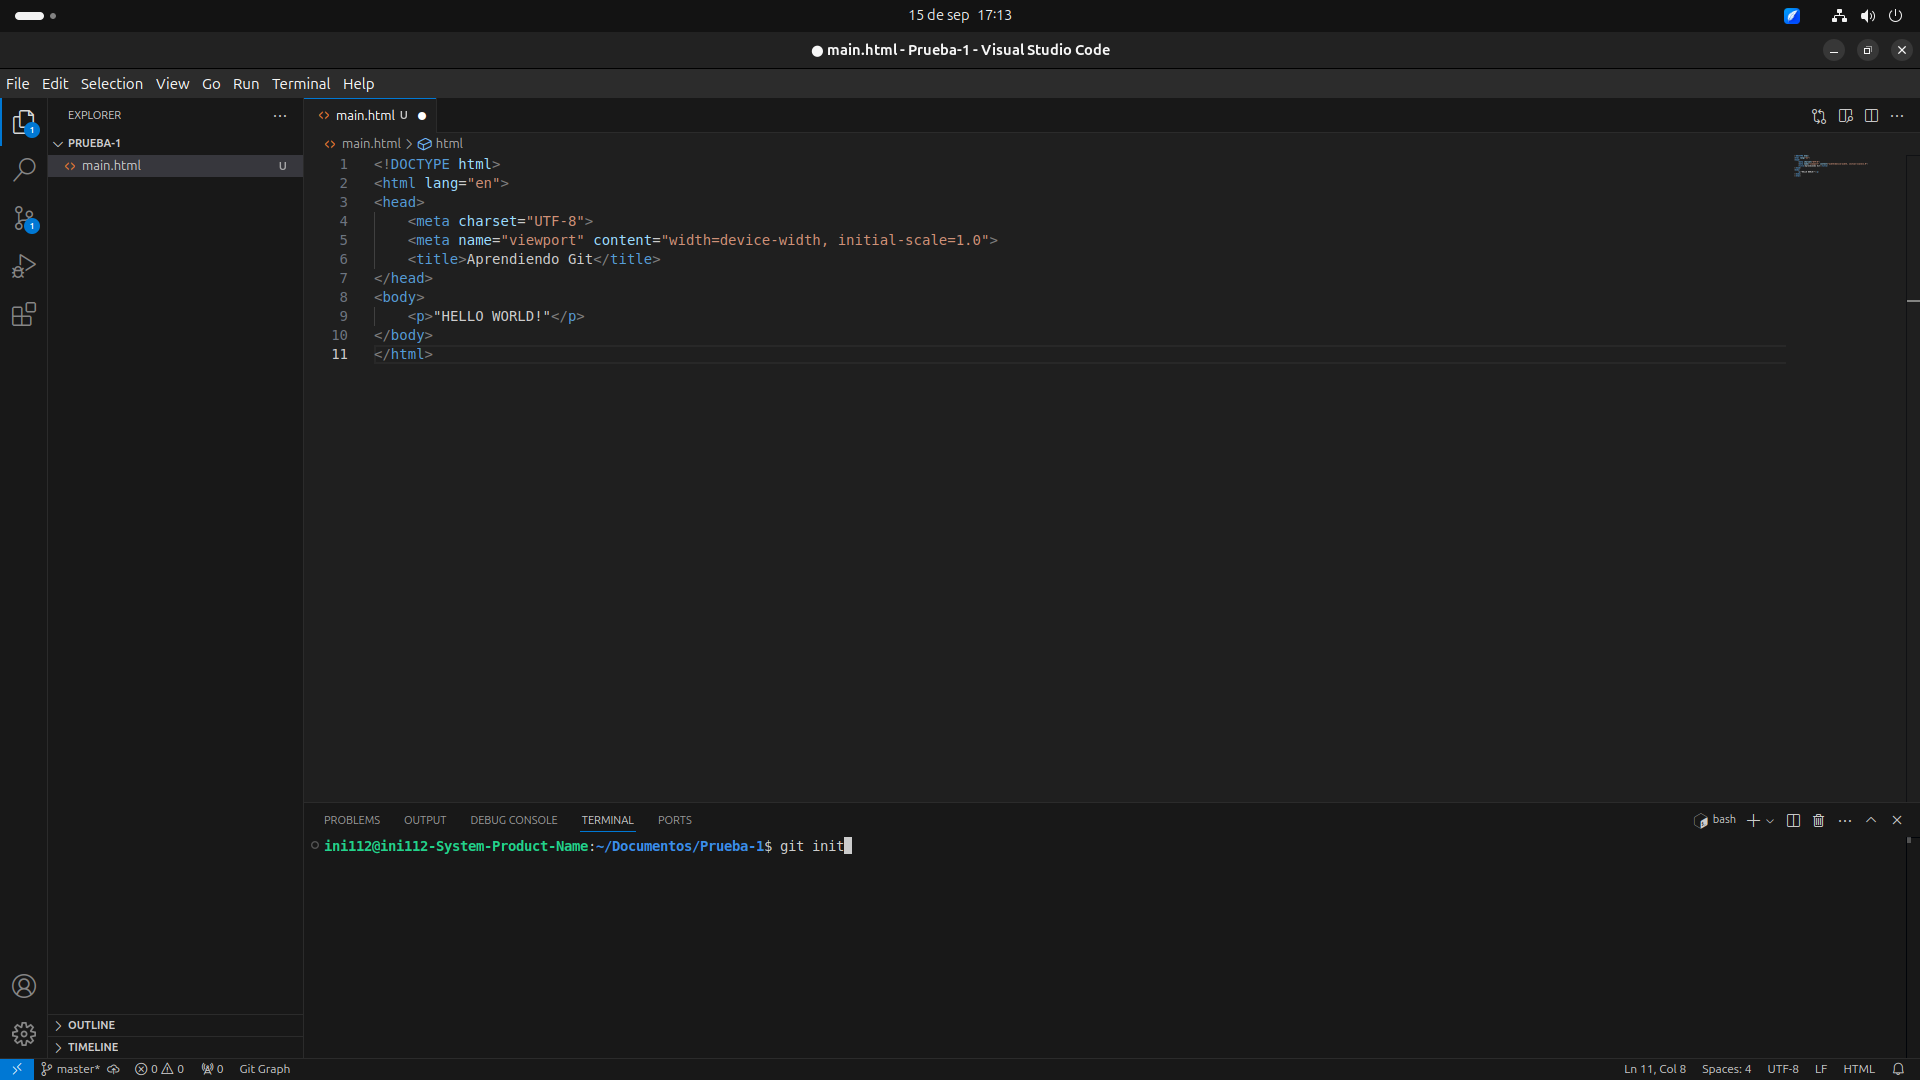 15 de sep 17:13
main.html - Prueba-1 - Visual Studio Code
File Edit Selection View Go Run Terminal Help
EXPLORER
PRUEBA-1
main.html U
main.html U
main.html > html
1 <!DOCTYPE html>
2 <html lang="en">
3 <head>
4 <meta charset="UTF-8">
5 <meta name="viewport" content="width=device-width, initial-scale=1.0">
6 <title>Aprendiendo Git</title>
7 </head>
8 <body>
9 <p>"HELLO WORLD!"</p>
10 </body>
11 </html>
1
1
PROBLEMS OUTPUT DEBUG CONSOLE TERMINAL PORTS
bash
ini112@ini112-System-Product-Name:~/Documentos/Prueba-1$ git init
OUTLINE
TIMELINE
master* 0 0 0 Git Graph
Ln 11, Col 8 Spaces: 4 UTF-8 LF HTML